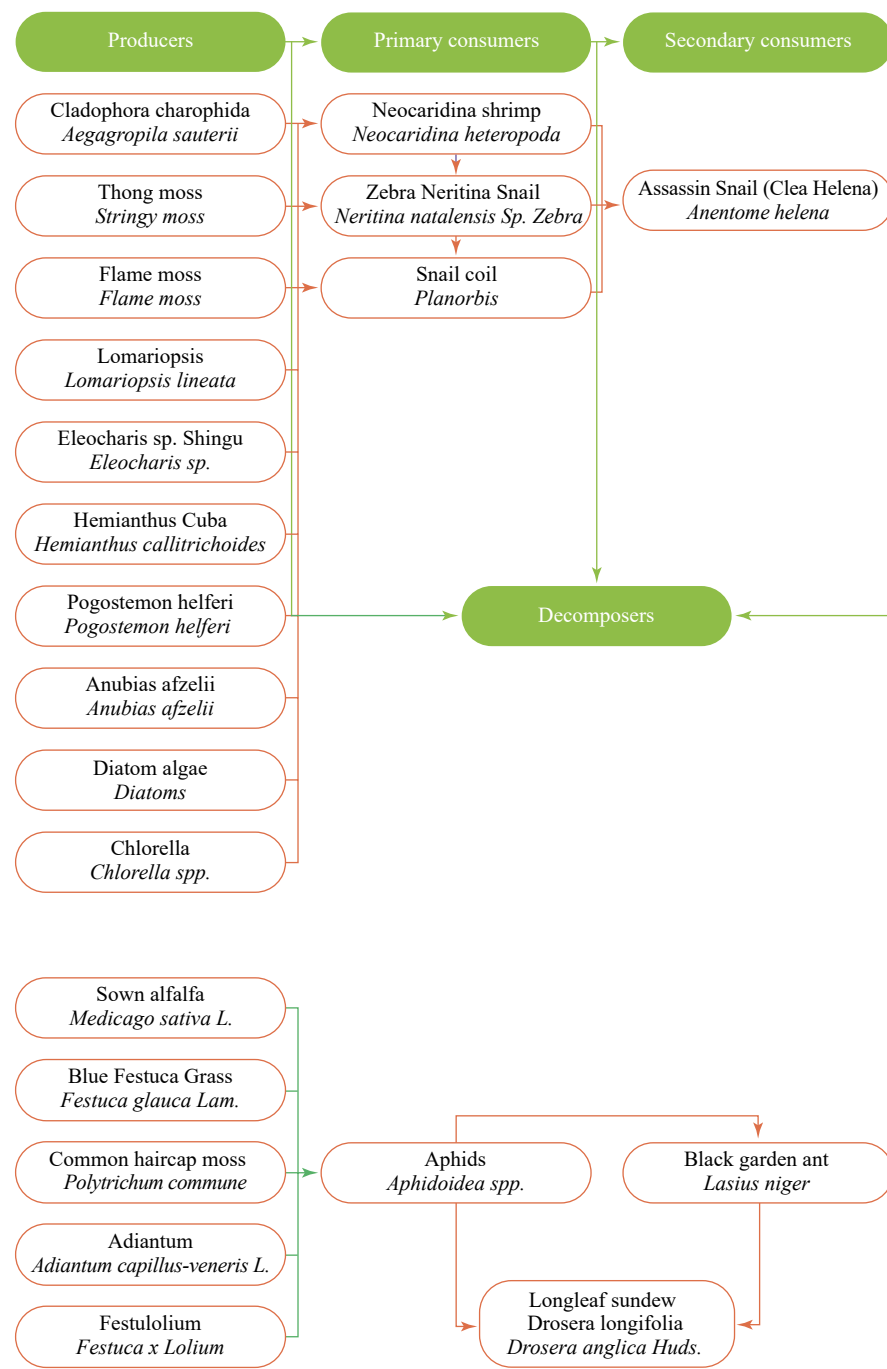 Producers
Primary consumers
Secondary consumers
Cladophora charophida
Aegagropila sauterii
Neocaridina shrimp
Neocaridina heteropoda
Thong moss
Stringy moss
Zebra Neritina Snail
Neritina natalensis Sp. Zebra
Assassin Snail (Clea Helena)
Anentome helena
Flame moss
Flame moss
Snail coil
Planorbis
Lomariopsis
Lomariopsis lineata
Eleocharis sp. Shingu
Eleocharis sp.
Hemianthus Cuba
Hemianthus callitrichoides
Pogostemon helferi
Pogostemon helferi
Decomposers
Anubias afzelii
Anubias afzelii
Diatom algae
Diatoms
Chlorella
Chlorella spp.
Sown alfalfa
Medicago sativa L.
Blue Festuca Grass
Festuca glauca Lam.
Common haircap moss
Polytrichum commune
Aphids
Aphidoidea spp.
Black garden ant
Lasius niger
Adiantum
Adiantum capillus-veneris L.
Festulolium
Festuca x Lolium
Longleaf sundew
Drosera longifolia
Drosera anglica Huds.